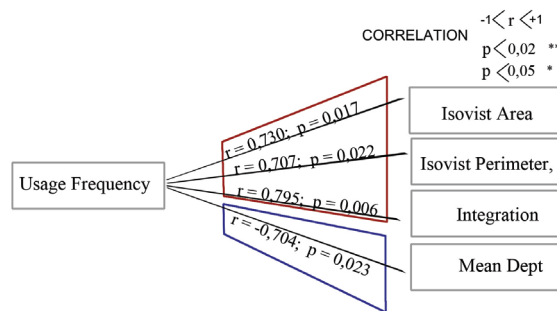 -1< r <+1
CORRELATION
p<0,02 **
p<0,05 *
Isovist Area
r = 0,730; p = 0,017
Isovist Perimeter,
r = 0,707; p = 0,022
Usage Frequency
r = 0,795; p = 0,006
Integration
r = -0,704; p = 0,023
Mean Dept